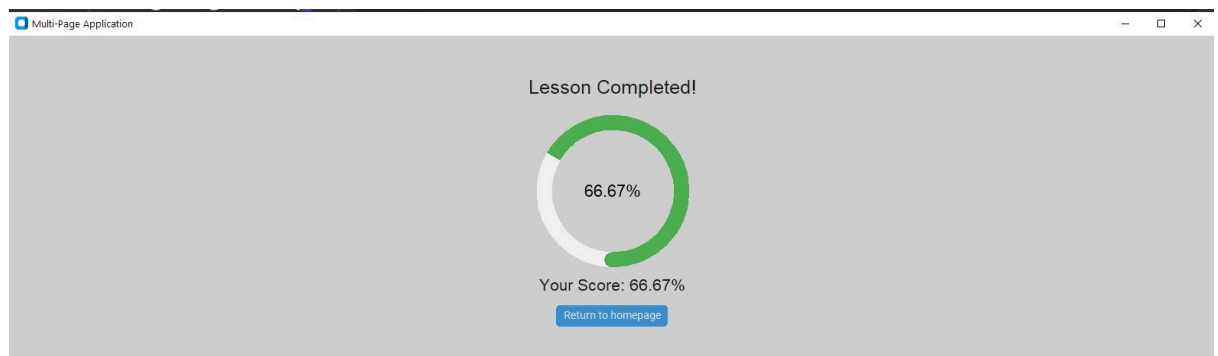 Multi-Page Application
Lesson Completed!
66.67%
Your Score: 66.67%
Return to homepage